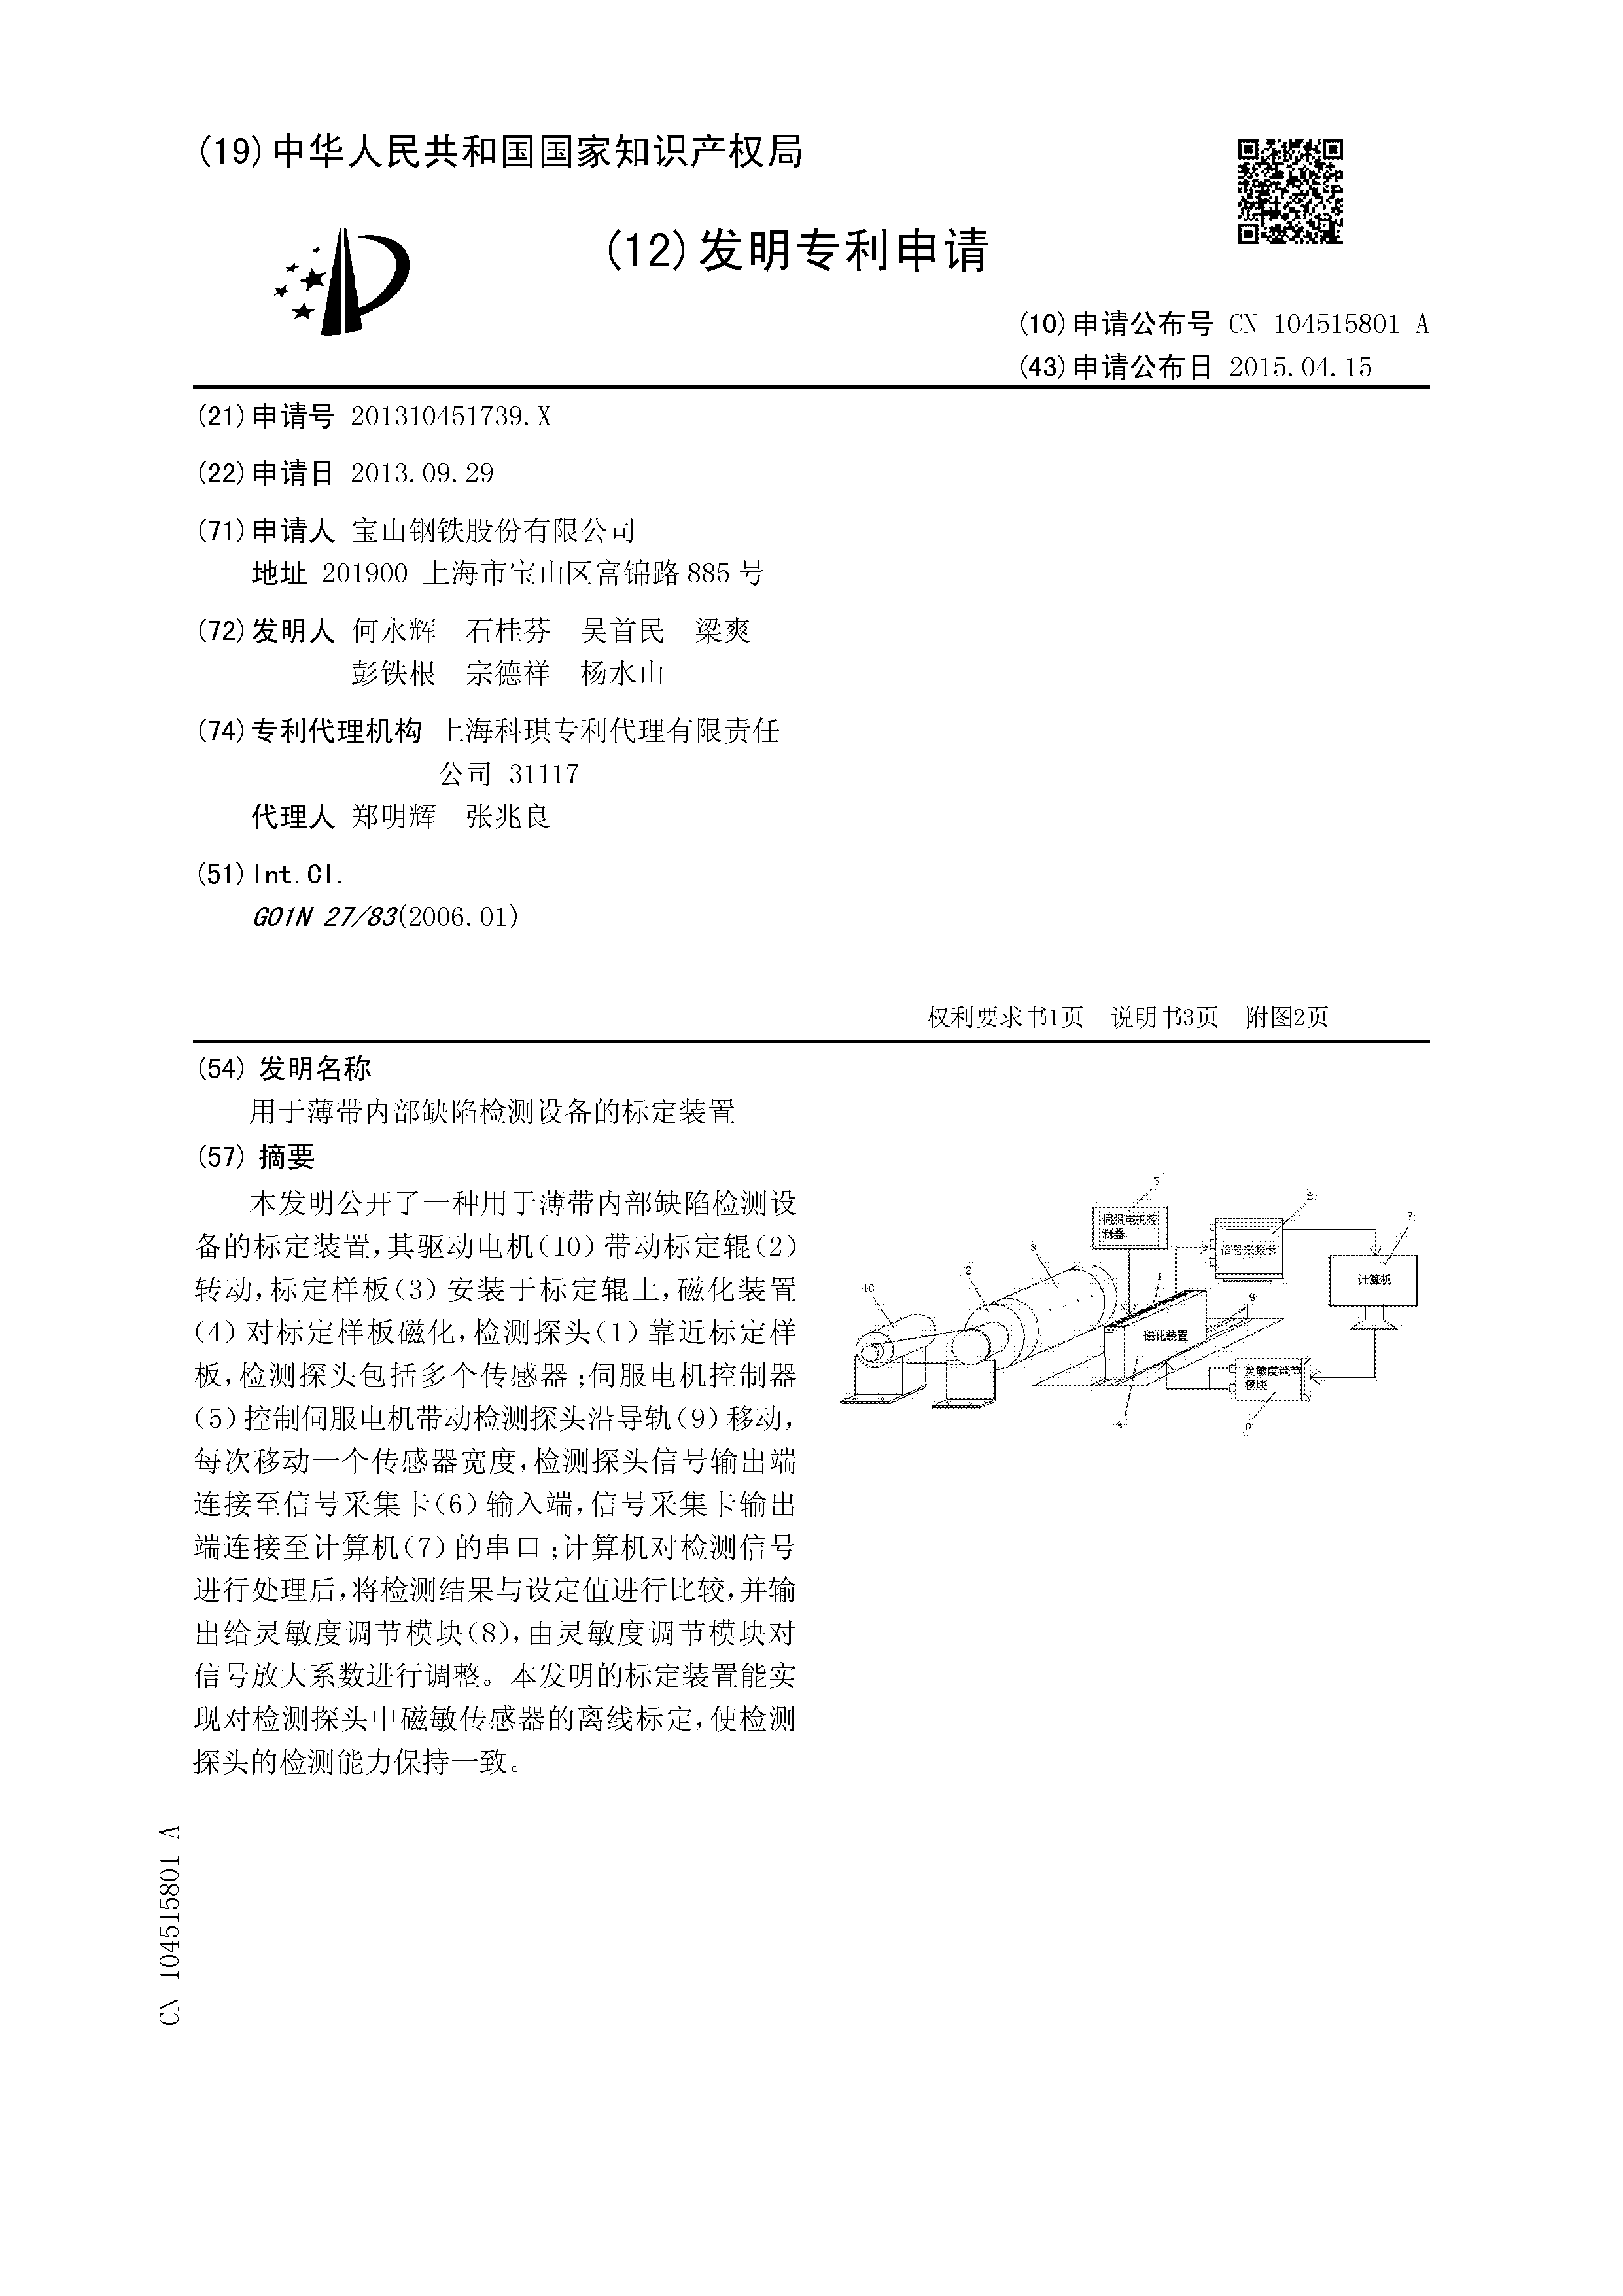 (19)中华人民共和国国家知识产权局
(12)发明专利申请
(10)申请公布号 CN 104515801 A
(43)申请公布日 2015.04.15
(21)申请号 201310451739.X
(22)申请日 2013.09.29
(71)申请人 宝山钢铁股份有限公司
地址 201900 上海市宝山区富锦路 885 号
(72)发明人 何永辉 石桂芬 吴首民 梁爽
彭铁根 宗德祥 杨水山
(74)专利代理机构 上海科琪专利代理有限责任
公司 31117
代理人 郑明辉 张兆良
(51)Int.Cl.
G01N 27/83(2006.01)
权利要求书1页 说明书3页 附图2页
(54) 发明名称
用于薄带内部缺陷检测设备的标定装置
(57) 摘要
本发明公开了一种用于薄带内部缺陷检测设
备的标定装置,其驱动电机(10)带动标定辊(2)
转动,标定样板(3)安装于标定辊上,磁化装置
(4)对标定样板磁化,检测探头(1)靠近标定样
板,检测探头包括多个传感器;伺服电机控制器
(5)控制伺服电机带动检测探头沿导轨(9)移动,
每次移动一个传感器宽度,检测探头信号输出端
连接至信号采集卡(6)输入端,信号采集卡输出
端连接至计算机(7)的串口;计算机对检测信号
进行处理后,将检测结果与设定值进行比较,并输
出给灵敏度调节模块(8),由灵敏度调节模块对
信号放大系数进行调整。本发明的标定装置能实
现对检测探头中磁敏传感器的离线标定,使检测
探头的检测能力保持一致。
5
伺服电机控
制器
6
信号采集卡
7
计算机
3
2
10
1
9
磁化装置
灵敏度调节
模块
4
8
CN 104515801 A